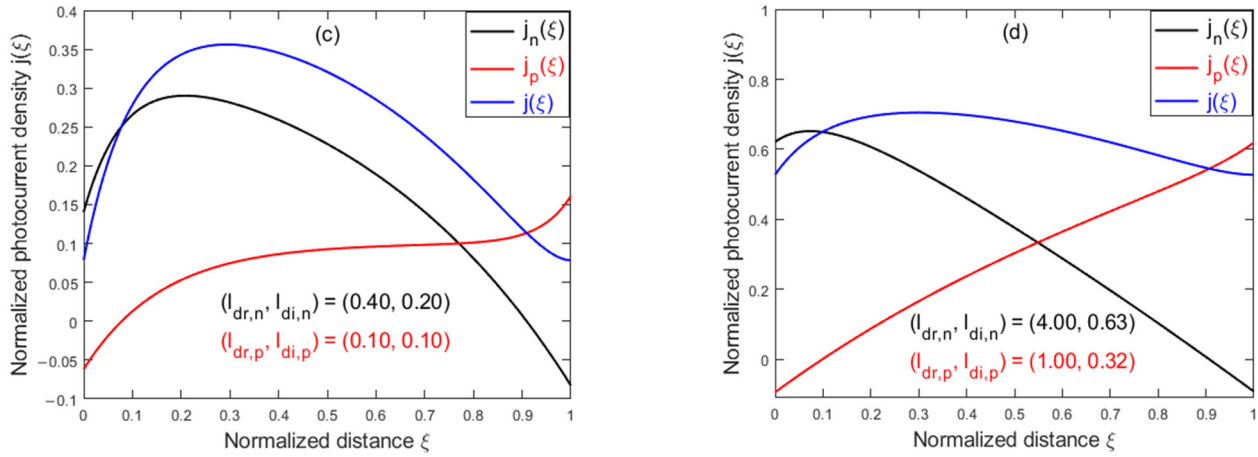 Normalized photocurrent density j(ξ)
0.4
0.35
0.3
0.25
0.2
0.15
0.1
0.05
0
−0.05
−0.1
(c)
j_n(ξ)
j_p(ξ)
j(ξ)
(l_dr,n, l_di,n) = (0.40, 0.20)
(l_dr,p, l_di,p) = (0.10, 0.10)
0 0.1 0.2 0.3 0.4 0.5 0.6 0.7 0.8 0.9 1
Normalized distance ξ
Normalized photocurrent density j(ξ)
1
0.8
0.6
0.4
0.2
0
(d)
j_n(ξ)
j_p(ξ)
j(ξ)
(l_dr,n, l_di,n) = (4.00, 0.63)
(l_dr,p, l_di,p) = (1.00, 0.32)
0 0.1 0.2 0.3 0.4 0.5 0.6 0.7 0.8 0.9 1
Normalized distance ξ